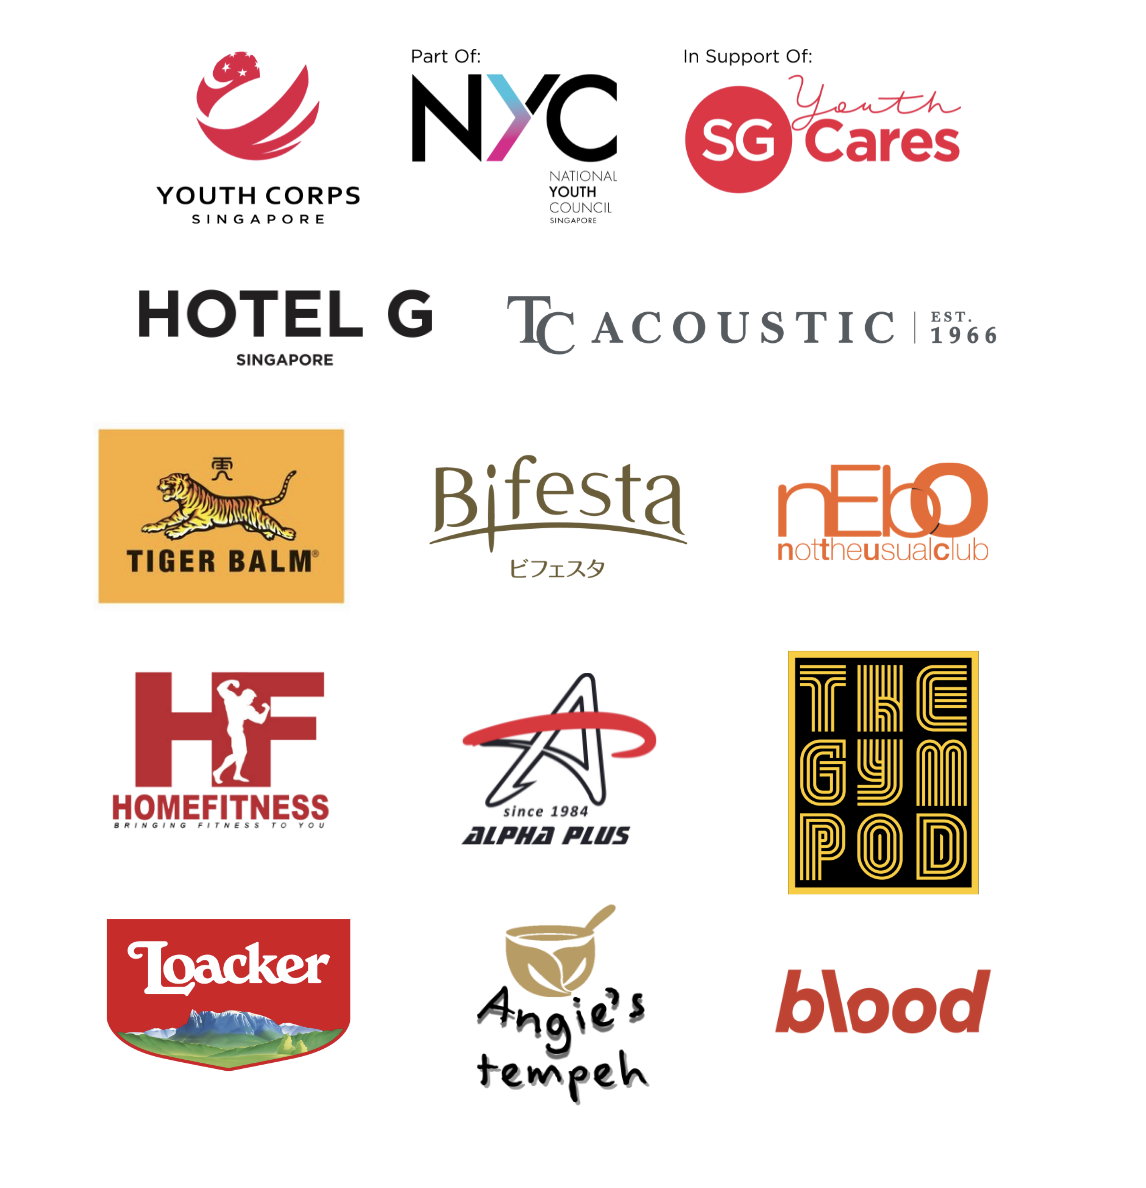 Part Of:
In Support Of:
NYC
Youth
SG Cares
NATIONAL
YOUTH
COUNCIL
SINGAPORE
YOUTH CORPS
SINGAPORE
HOTEL G
SINGAPORE
TC ACOUSTIC
EST.
1966
虎
TIGER BALM®
Bifesta
ビフェスタ
nEbO
nottheusualclub
HF
HOMEFITNESS
BRINGING FITNESS TO YOU
A
since 1984
ALPHA PLUS
THE
GYM
POD
Loacker
Angie's
tempeh
blood